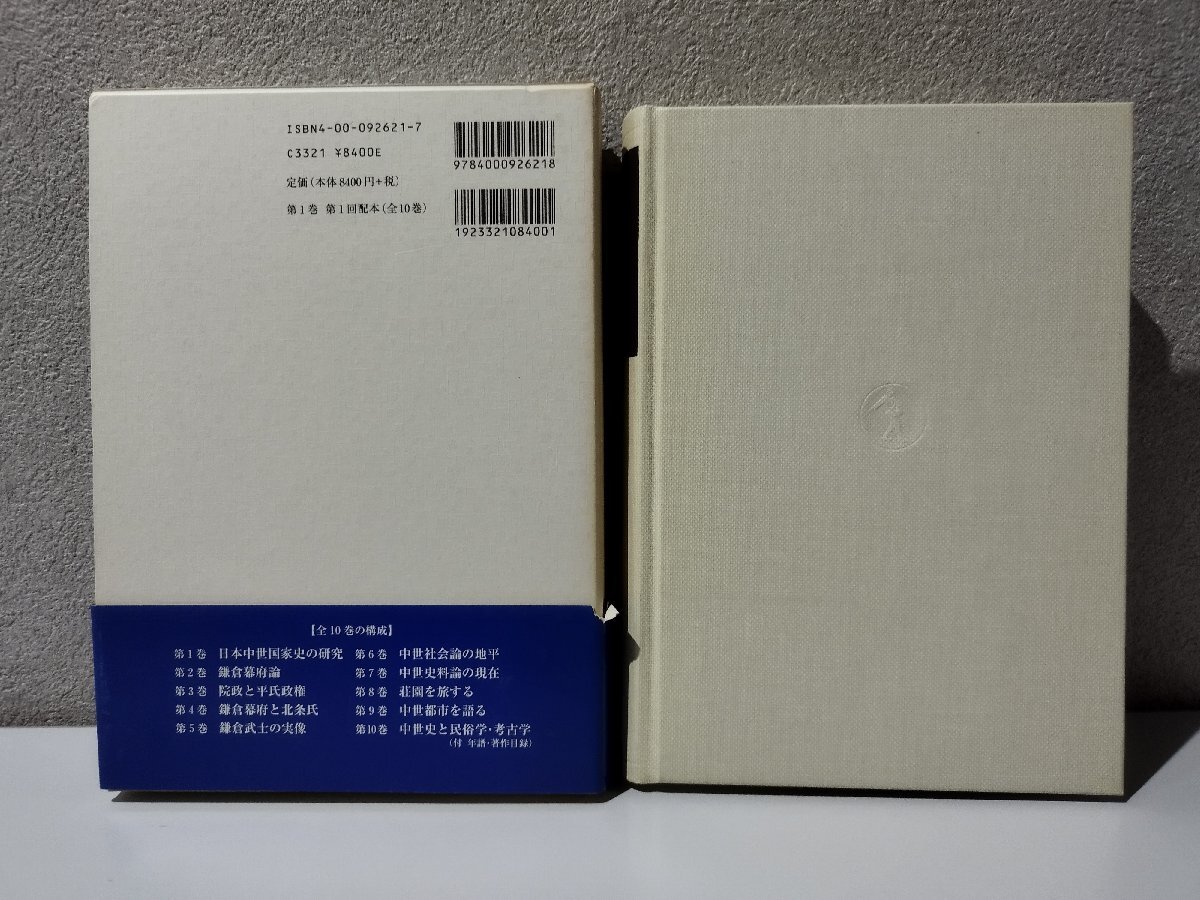 ISBN4-00-092621-7
C3321 ¥8400E
定価(本体8400円+税)
第1巻 第1回配本(全10巻)
9784000926218
1923321084001
【全10巻の構成】
第1巻 日本中世国家史の研究
第2巻 鎌倉幕府論
第3巻 院政と平氏政権
第4巻 鎌倉幕府と北条氏
第5巻 鎌倉武士の実像
第6巻 中世社会論の地平
第7巻 中世史料論の現在
第8巻 荘園を旅する
第9巻 中世都市を語る
第10巻 中世史と民俗学・考古学
(付 年譜・著作目録)